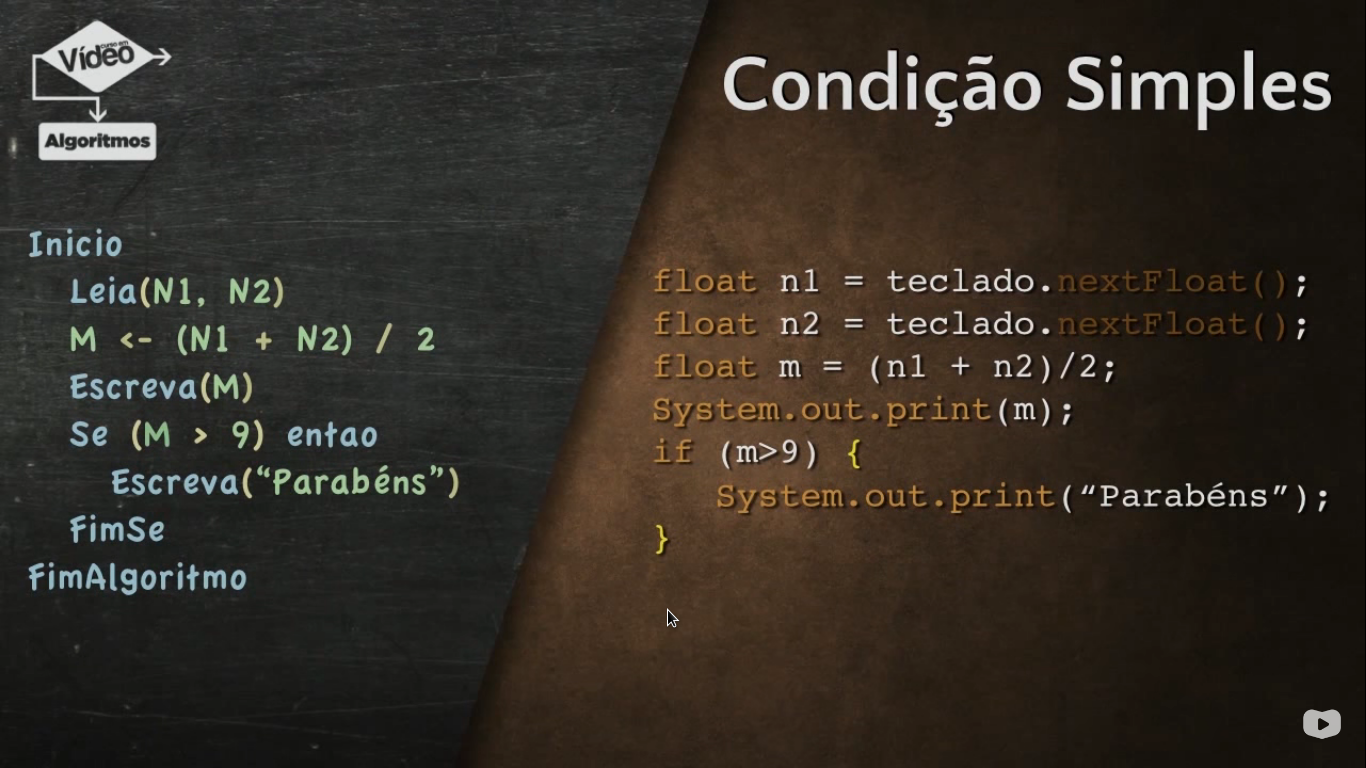 curso em
Vídeo
Algoritmos
Condição Simples
Inicio
Leia(N1, N2)
M <- (N1 + N2) / 2
Escreva(M)
Se (M > 9) entao
Escreva(“Parabéns”)
FimSe
FimAlgoritmo
float n1 = teclado.nextFloat();
float n2 = teclado.nextFloat();
float m = (n1 + n2)/2;
System.out.print(m);
if (m>9) {
System.out.print(“Parabéns”);
}